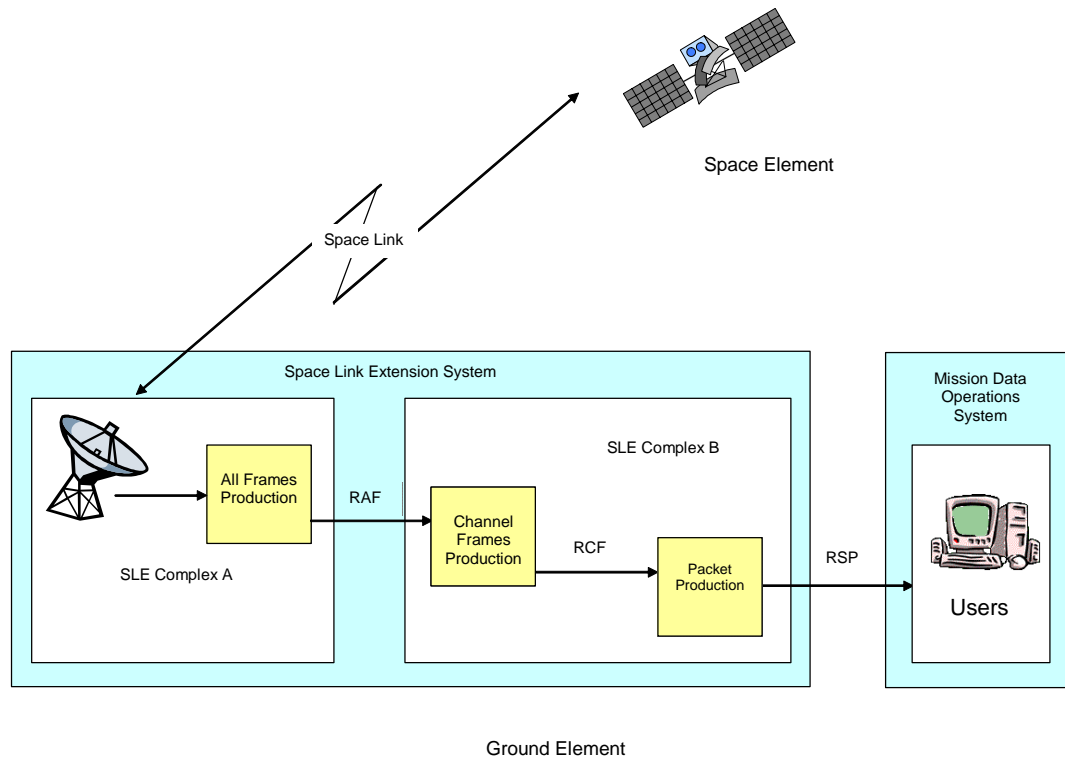 Space Element
Space Link
Space Link Extension System
Mission Data
Operations
System
SLE Complex B
All Frames
Production
RAF
Channel
Frames
Production
RCF
Packet
Production
RSP
SLE Complex A
Users
Ground Element